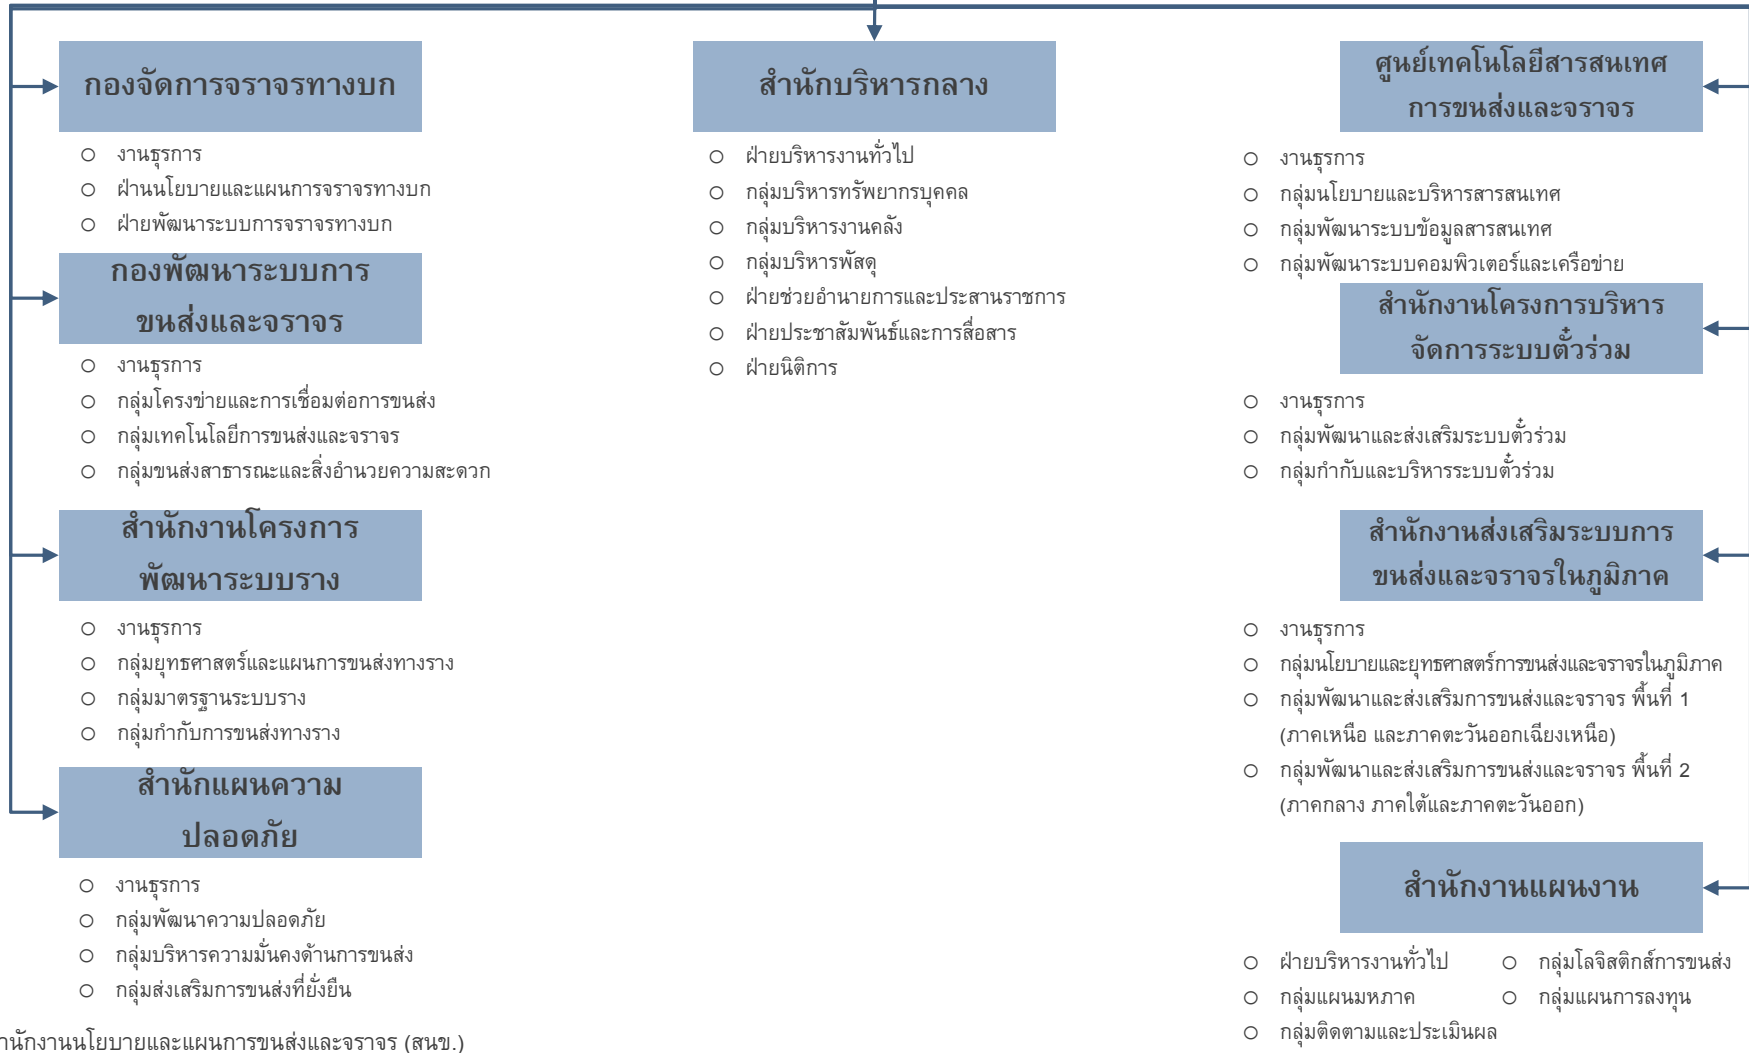 กองจัดการจราจรทางบก
งานธุรการ
ฝ่านนโยบายและแผนการจราจรทางบก
ฝ่ายพัฒนาระบบการจราจรทางบก
กองพัฒนาระบบการ
ขนส่งและจราจร
งานธุรการ
กลุ่มโครงข่ายและการเชื่อมต่อการขนส่ง
กลุ่มเทคโนโลยีการขนส่งและจราจร
กลุ่มขนส่งสาธารณะและสิ่งอำนวยความสะดวก
สำนักงานโครงการ
พัฒนาระบบราง
งานธุรการ
กลุ่มยุทธศาสตร์และแผนการขนส่งทางราง
กลุ่มมาตรฐานระบบราง
กลุ่มกำกับการขนส่งทางราง
สำนักแผนความ
ปลอดภัย
งานธุรการ
กลุ่มพัฒนาความปลอดภัย
กลุ่มบริหารความมั่นคงด้านการขนส่ง
กลุ่มส่งเสริมการขนส่งที่ยั่งยืน
สำนักบริหารกลาง
ฝ่ายบริหารงานทั่วไป
กลุ่มบริหารทรัพยากรบุคคล
กลุ่มบริหารงานคลัง
กลุ่มบริหารพัสดุ
ฝ่ายช่วยอำนายการและประสานราชการ
ฝ่ายประชาสัมพันธ์และการสื่อสาร
ฝ่ายนิติการ
ศูนย์เทคโนโลยีสารสนเทศ
การขนส่งและจราจร
งานธุรการ
กลุ่มนโยบายและบริหารสารสนเทศ
กลุ่มพัฒนาระบบข้อมูลสารสนเทศ
กลุ่มพัฒนาระบบคอมพิวเตอร์และเครือข่าย
สำนักงานโครงการบริหาร
จัดการระบบตั๋วร่วม
งานธุรการ
กลุ่มพัฒนาและส่งเสริมระบบตั๋วร่วม
กลุ่มกำกับและบริหารระบบตั๋วร่วม
สำนักงานส่งเสริมระบบการ
ขนส่งและจราจรในภูมิภาค
งานธุรการ
กลุ่มนโยบายและยุทธศาสตร์การขนส่งและจราจรในภูมิภาค
กลุ่มพัฒนาและส่งเสริมการขนส่งและจราจร พื้นที่ 1
(ภาคเหนือ และภาคตะวันออกเฉียงเหนือ)
กลุ่มพัฒนาและส่งเสริมการขนส่งและจราจร พื้นที่ 2
(ภาคกลาง ภาคใต้และภาคตะวันออก)
สำนักงานแผนงาน
ฝ่ายบริหารงานทั่วไป
กลุ่มแผนมหภาค
กลุ่มติดตามและประเมินผล
กลุ่มโลจิสติกส์การขนส่ง
กลุ่มแผนการลงทุน
านักงานนโยบายและแผนการขนส่งและจราจร (สนข.)